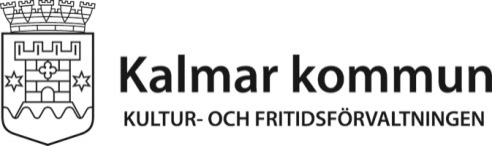 Kalmar kommun
KULTUR- OCH FRITIDSFÖRVALTNINGEN